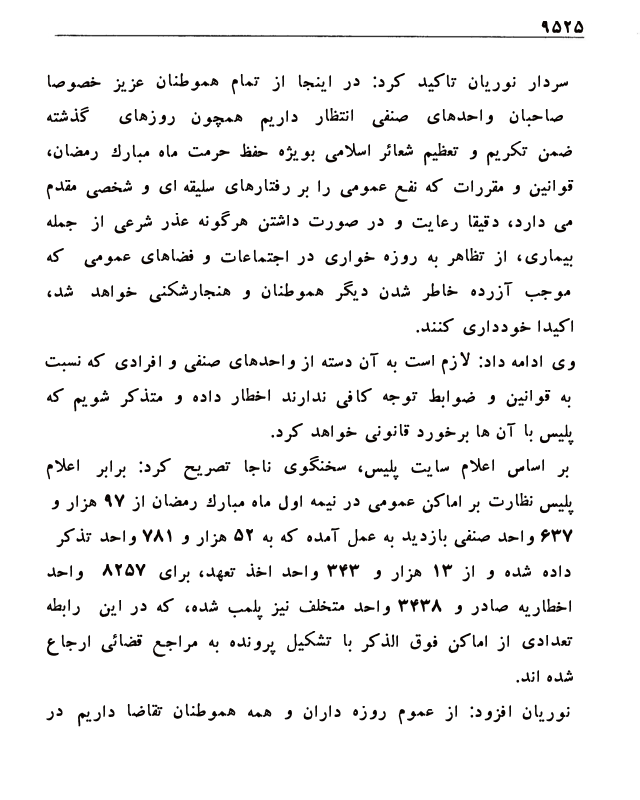 ۹۵۲۵
سردار نوریان تاکید کرد: در اینجا از تمام هموطنان عزیز خصوصا
صاحبان واحدهای صنفی انتظار داریم همچون روزهای گذشته
ضمن تکریم و تعظیم شعائر اسلامی بویژه حفظ حرمت ماه مبارك رمضان،
قوانین و مقررات که نفع عمومی را بر رفتارهای سلیقه ای و شخصی مقدم
می دارد، دقیقا رعایت و در صورت داشتن هرگونه عذر شرعی از جمله
بیماری، از تظاهر به روزه خواری در اجتماعات و فضاهای عمومی که
موجب آزرده خاطر شدن دیگر هموطنان و هنجارشکنی خواهد شد،
اکیدا خودداری کنند.
وی ادامه داد: لازم است به آن دسته از واحدهای صنفی و افرادی که نسبت
به قوانین و ضوابط توجه کافی ندارند اخطار داده و متذکر شویم که
پلیس با آن ها برخورد قانونی خواهد کرد.
بر اساس اعلام سایت پلیس، سخنگوی ناجا تصریح کرد: برابر اعلام
پلیس نظارت بر اماکن عمومی در نیمه اول ماه مبارك رمضان از ۹۷ هزار و
۶۳۷ واحد صنفی بازدید به عمل آمده که به ۵۲ هزار و ۷۸۱ واحد تذکر
داده شده و از ۱۳ هزار و ۳۴۳ واحد اخذ تعهد، برای ۸۲۵۷ واحد
اخطاریه صادر و ۳۴۳۸ واحد متخلف نیز پلمب شده، که در این رابطه
تعدادی از اماکن فوق الذکر با تشکیل پرونده به مراجع قضائی ارجاع
شده اند.
نوریان افزود: از عموم روزه داران و همه هموطنان تقاضا داریم در